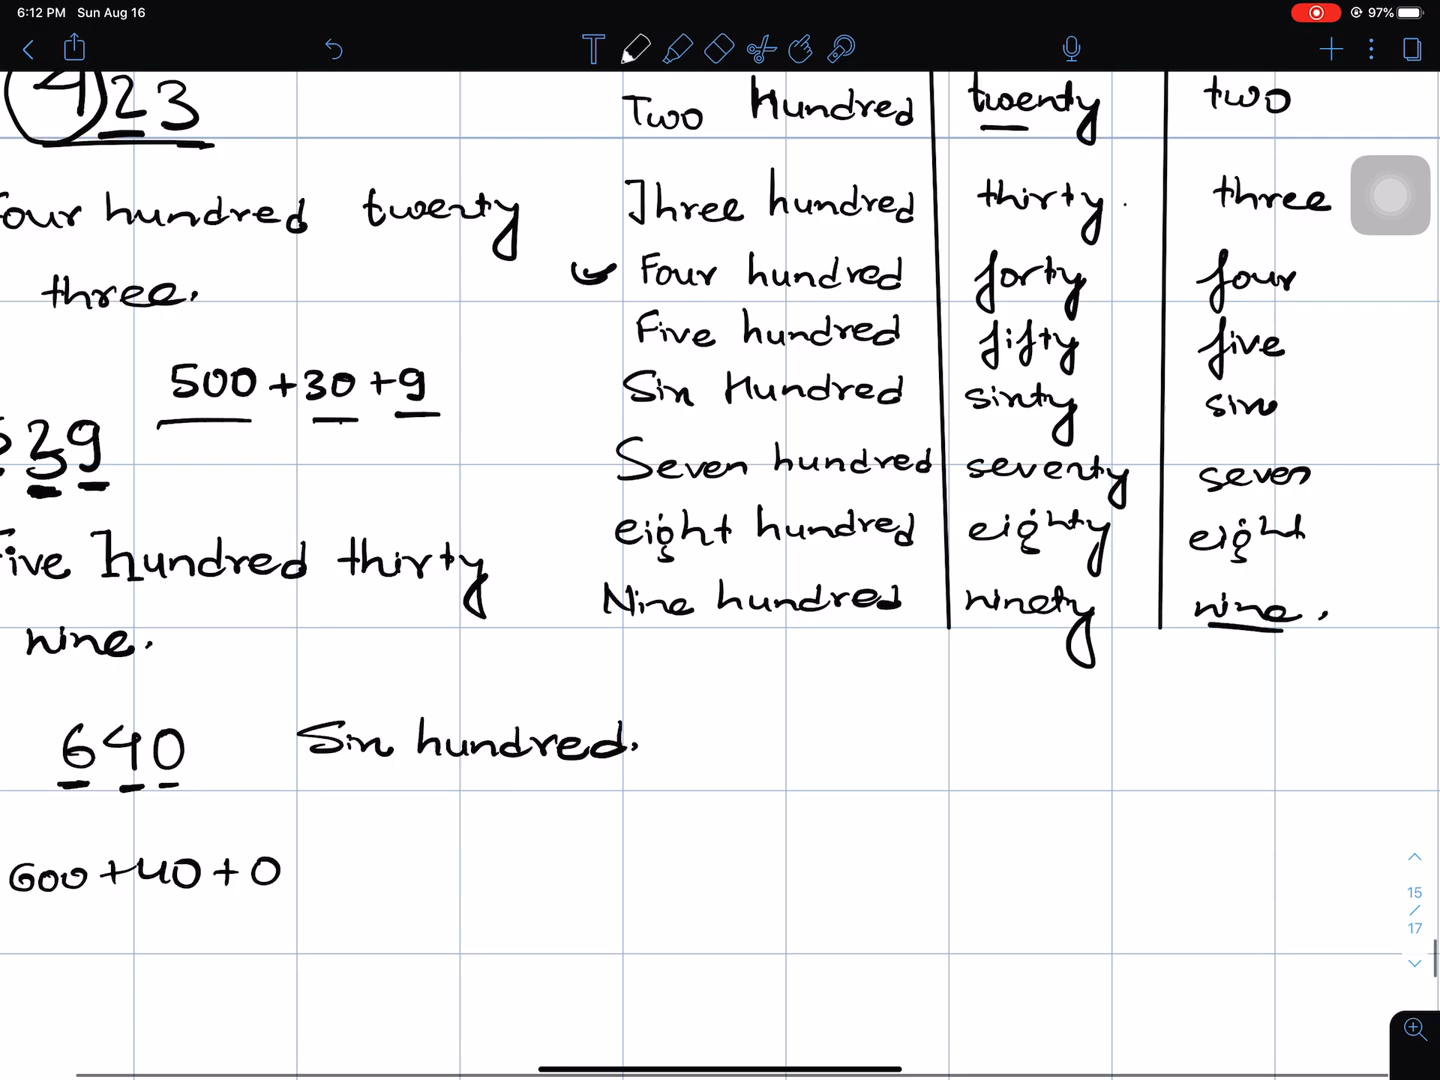 6:12 PM Sun Aug 16
97%
423
Four hundred twenty
three.
500 + 30 + 9
539
Five hundred thirty
nine.
640 Six hundred.
600 + 40 + 0
Two Hundred twenty two
Three hundred thirty three
Four hundred forty four
Five hundred fifty five
Six Hundred sixty six
Seven hundred seventy seven
eight hundred eighty eight
Nine hundred ninety nine.
15
/
17